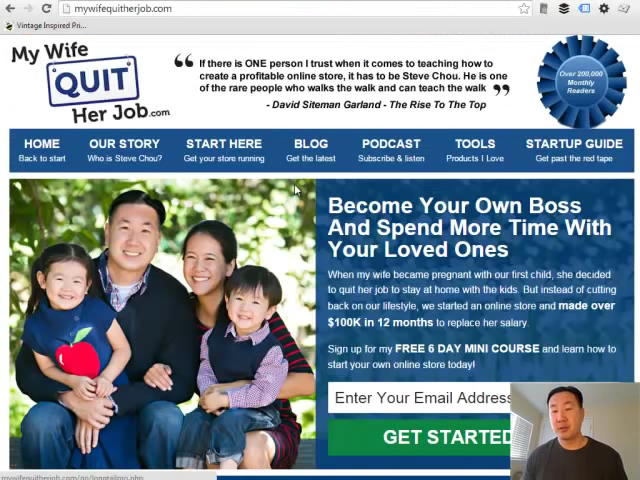 mywifequitherjob.com
Vintage Inspired Pri...
My Wife
QUIT
Her Job.com
If there is ONE person I trust when it comes to teaching how to
create a profitable online store, it has to be Steve Chou. He is one
of the rare people who walks the walk and can teach the walk
- David Siteman Garland - The Rise To The Top
Over 200,000
Monthly
Readers
HOME OUR STORY START HERE BLOG PODCAST TOOLS STARTUP GUIDE
Back to start Who is Steve Chou? Get your store running Get the latest Subscribe & listen Products I Love Get past the red tape
Become Your Own Boss
And Spend More Time With
Your Loved Ones
When my wife became pregnant with our first child, she decided
to quit her job to stay at home with the kids. But instead of cutting
back on our lifestyle, we started an online store and made over
$100K in 12 months to replace her salary.
Sign up for my FREE 6 DAY MINI COURSE and learn how to
start your own online store today!
Enter Your Email Address
GET STARTED